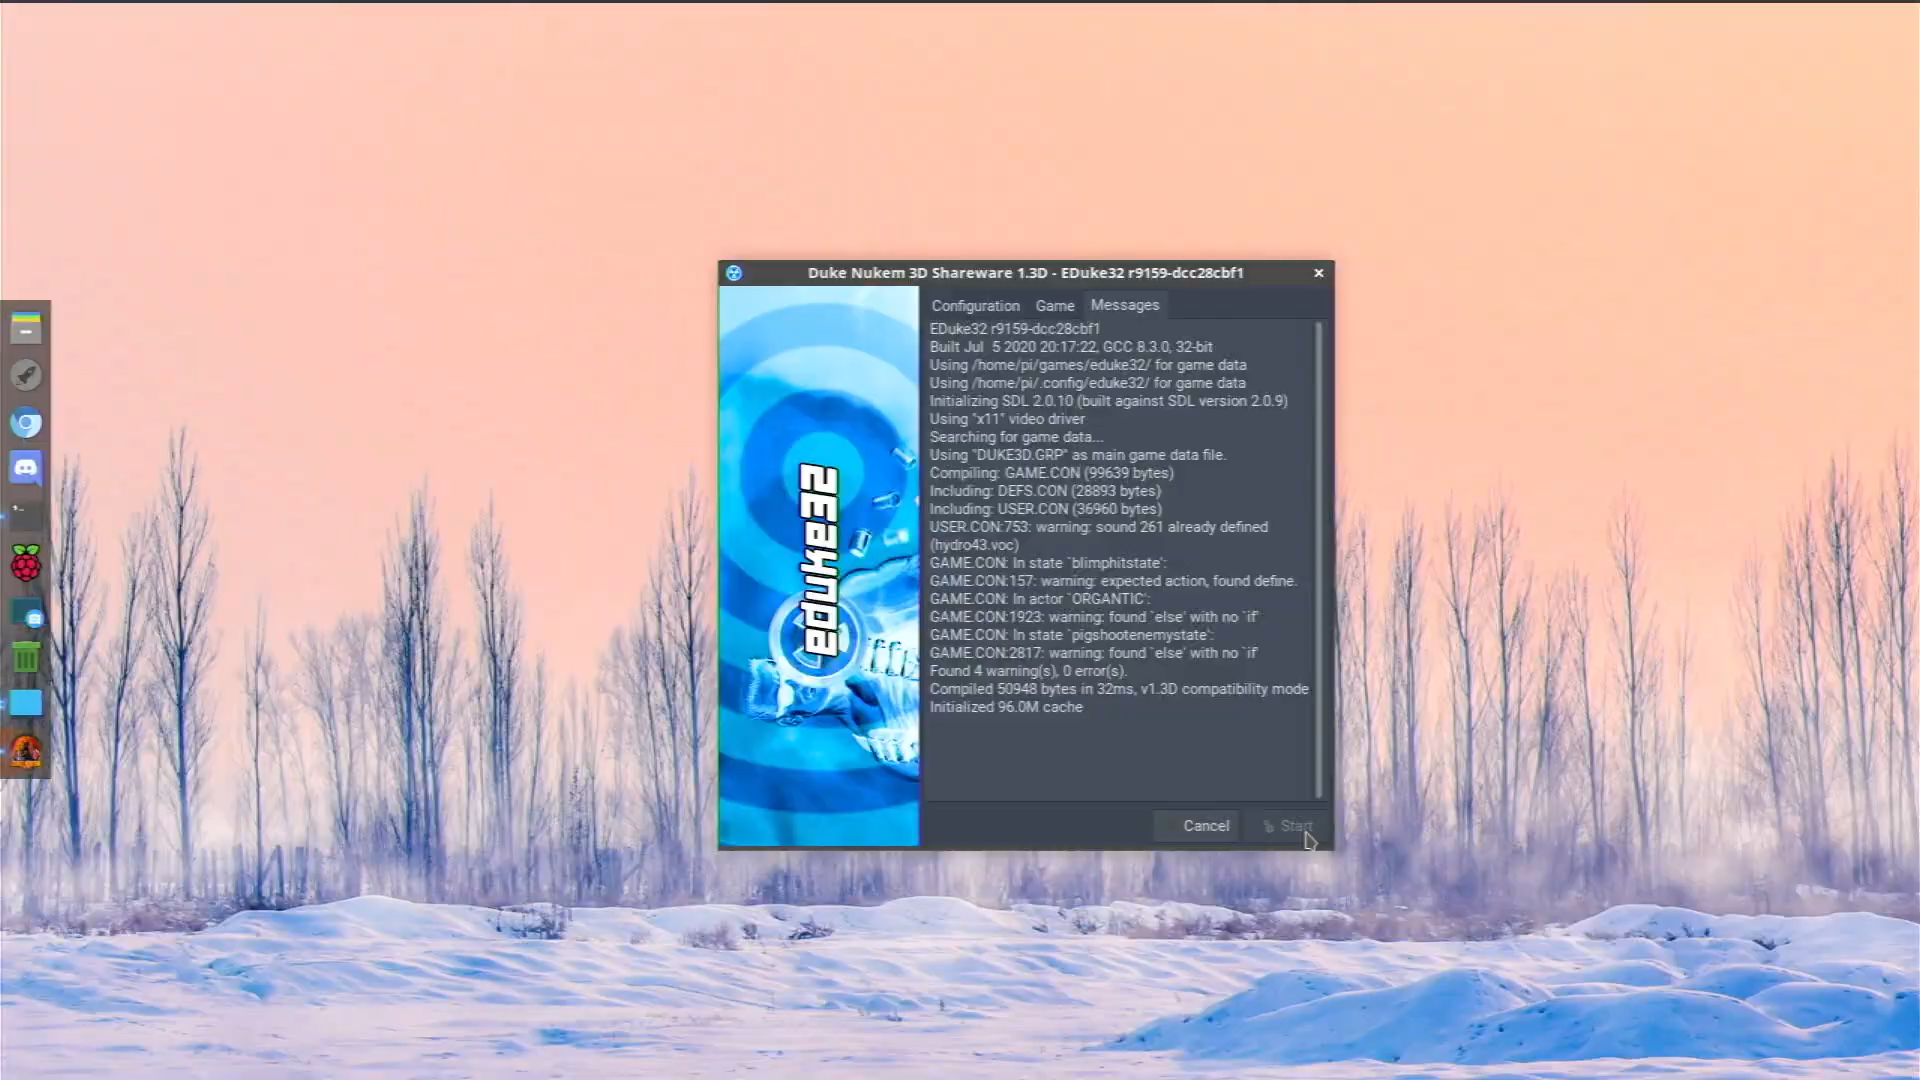 Duke Nukem 3D Shareware 1.3D - EDuke32 r9159-dcc28cbf1
Configuration Game Messages
EDuke32 r9159-dcc28cbf1
Built Jul  5 2020 20:17:22, GCC 8.3.0, 32-bit
Using /home/pi/games/eduke32/ for game data
Using /home/pi/.config/eduke32/ for game data
Initializing SDL 2.0.10 (built against SDL version 2.0.9)
Using "x11" video driver
Searching for game data...
Using "DUKE3D.GRP" as main game data file.
Compiling: GAME.CON (99639 bytes)
Including: DEFS.CON (28893 bytes)
Including: USER.CON (36960 bytes)
USER.CON:753: warning: sound 261 already defined
(hydro43.voc)
GAME.CON: In state `blimphitstate':
GAME.CON:157: warning: expected action, found define.
GAME.CON: In actor `ORGANTIC':
GAME.CON:1923: warning: found `else' with no `if'
GAME.CON: In state `pigshootenemystate':
GAME.CON:2817: warning: found `else' with no `if'
Found 4 warning(s), 0 error(s).
Compiled 50948 bytes in 32ms, v1.3D compatibility mode
Initialized 96.0M cache
eduke32
Cancel Start